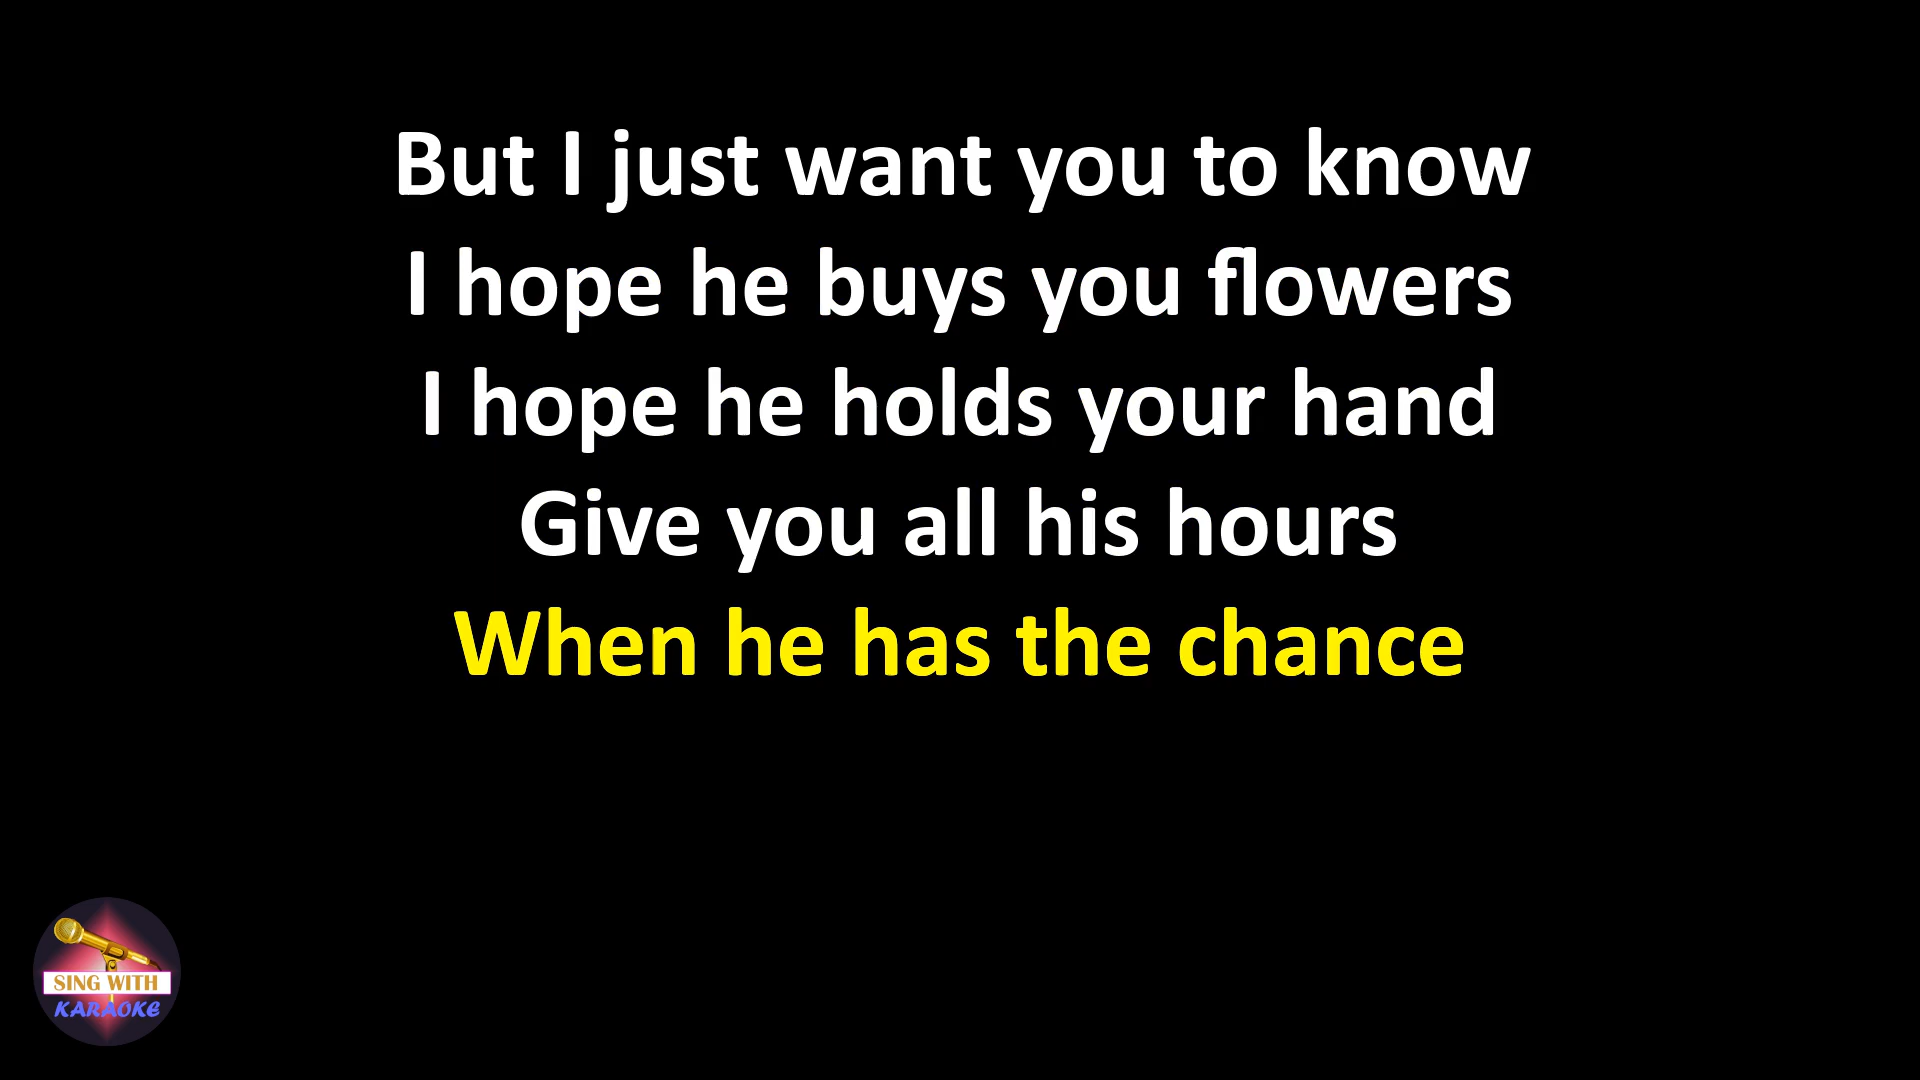 But I just want you to know
I hope he buys you flowers
I hope he holds your hand
Give you all his hours
When he has the chance
SING WITH
KARAOKE